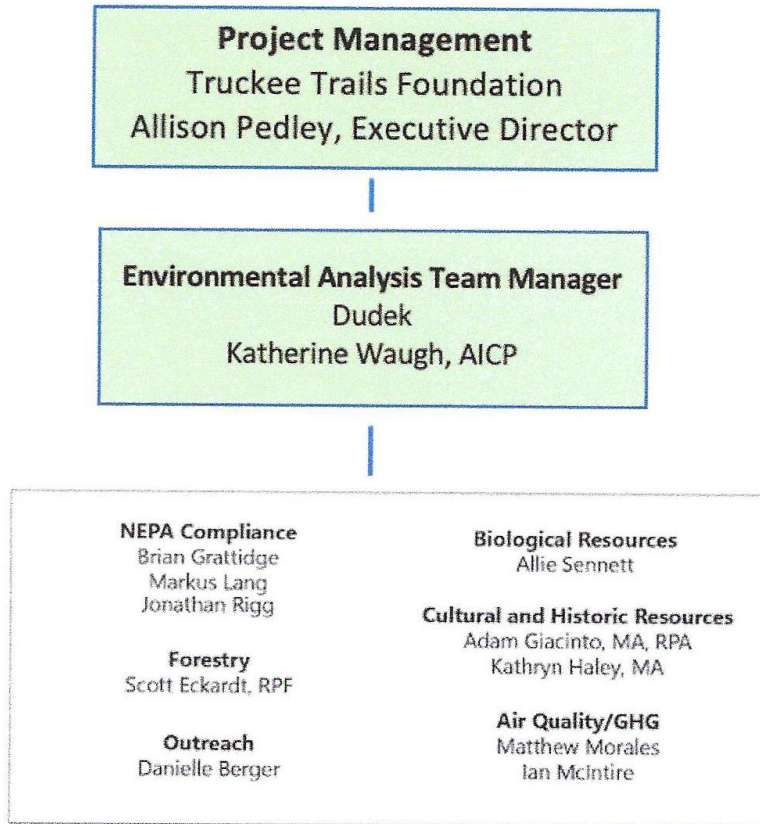 Project Management
Truckee Trails Foundation
Allison Pedley, Executive Director
Environmental Analysis Team Manager
Dudek
Katherine Waugh, AICP
NEPA Compliance
Brian Grattidge
Markus Lang
Jonathan Rigg
Forestry
Scott Eckardt, RPF
Outreach
Danielle Berger
Biological Resources
Allie Sennett
Cultural and Historic Resources
Adam Giacinto, MA, RPA
Kathryn Haley, MA
Air Quality/GHG
Matthew Morales
Ian McIntire